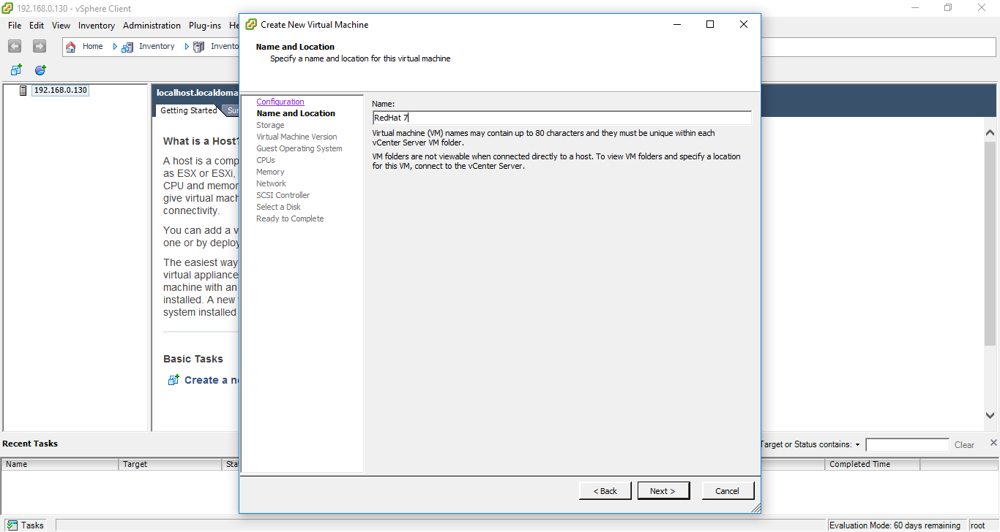 192.168.0.130 - vSphere Client
File Edit View Inventory Administration Plug-ins He
Home Inventory Invento
192.168.0.130
localhost.localdoma
Getting Started Sur
What is a Host?
A host is a comp
as ESX or ESXi,
CPU and memor
give virtual mach
connectivity.
You can add a v
one or by deploy
The easiest way
virtual appliance
machine with an
installed. A new
system installed
Basic Tasks
Create a ne
Create New Virtual Machine
Name and Location
Specify a name and location for this virtual machine
Configuration
Name and Location
Storage
Virtual Machine Version
Guest Operating System
CPUs
Memory
Network
SCSI Controller
Select a Disk
Ready to Complete
Name:
RedHat 7
Virtual machine (VM) names may contain up to 80 characters and they must be unique within each
vCenter Server VM folder.
VM folders are not viewable when connected directly to a host. To view VM folders and specify a location
for this VM, connect to the vCenter Server.
< Back Next > Cancel
Recent Tasks
Target or Status contains: Clear
Name Target Sta Completed Time
Tasks Evaluation Mode: 60 days remaining root